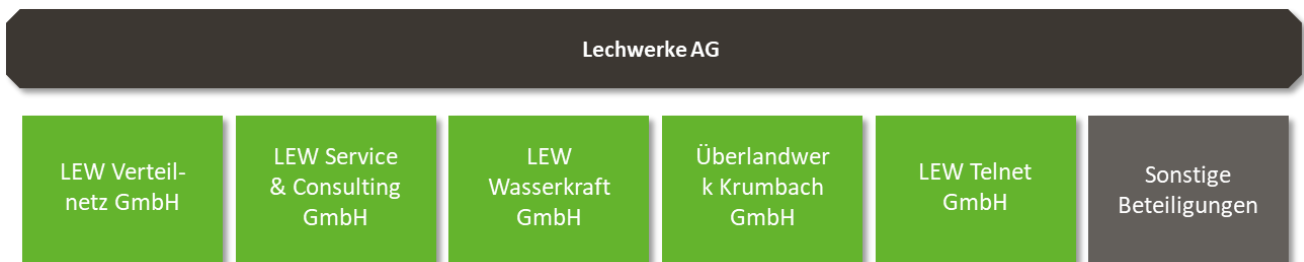 Lechwerke AG
LEW Verteil-
netz GmbH
LEW Service
& Consulting
GmbH
LEW
Wasserkraft
GmbH
Überlandwer
k Krumbach
GmbH
LEW Telnet
GmbH
Sonstige
Beteiligungen